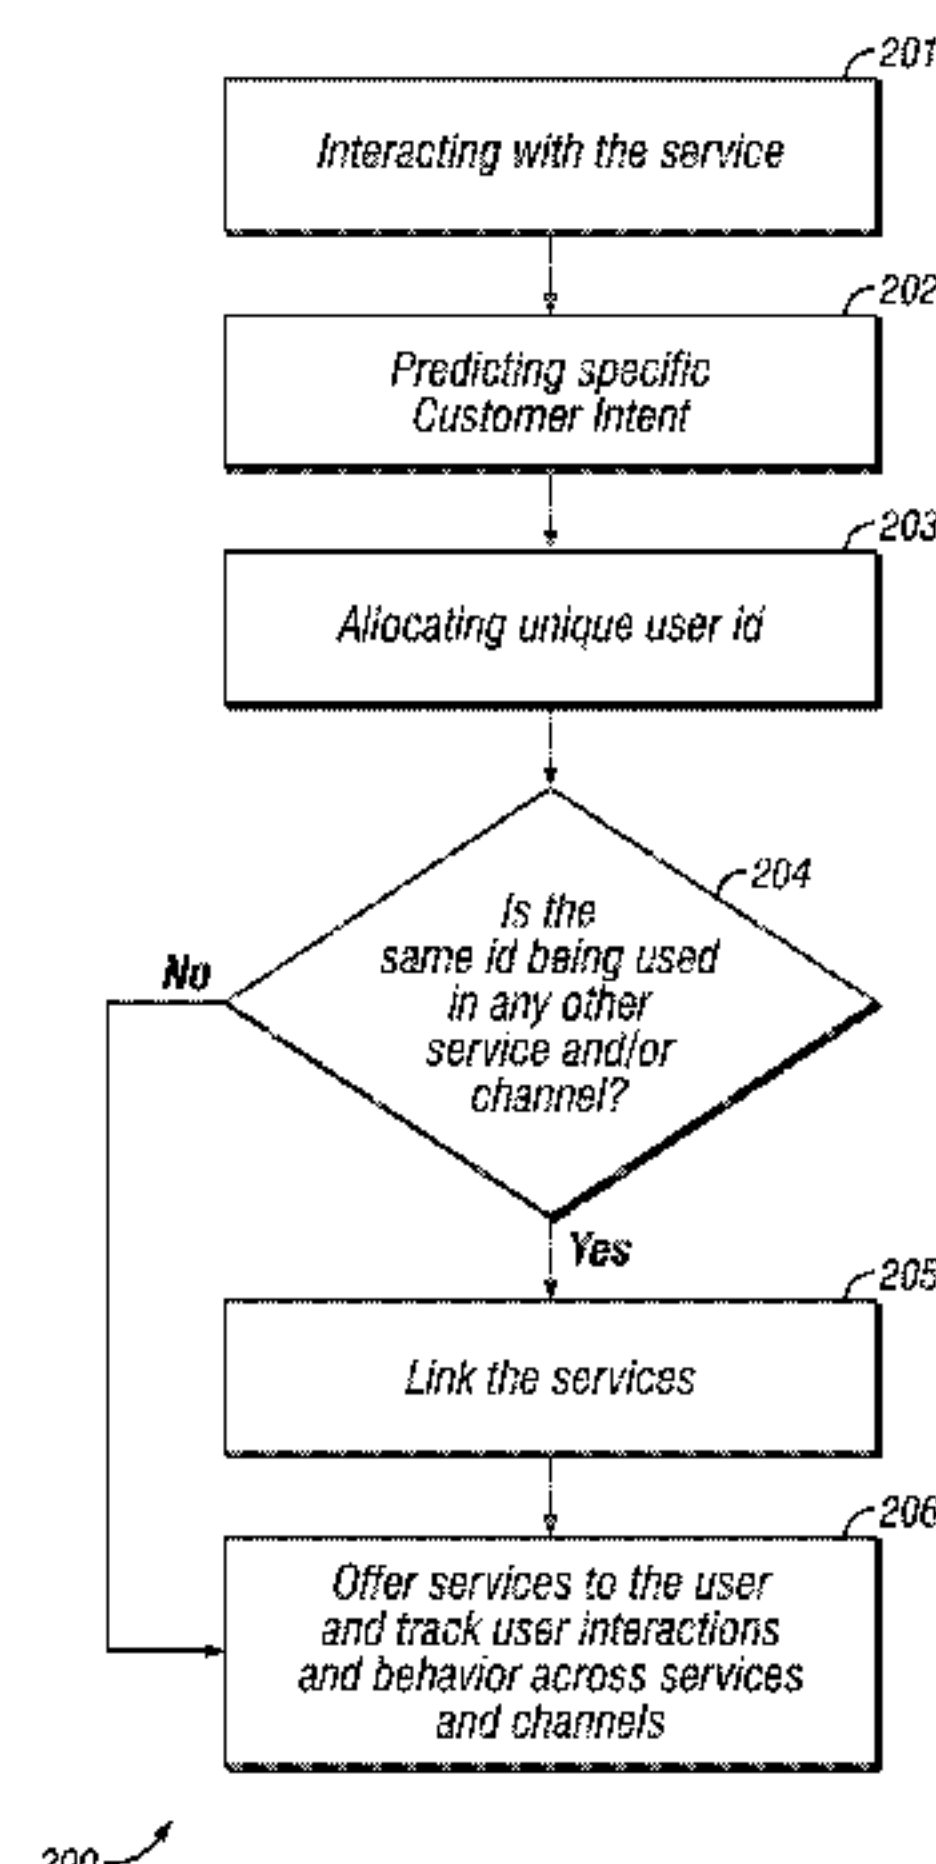 201
Interacting with the service
202
Predicting specific
Customer Intent
203
Allocating unique user id
204
Is the
same id being used
in any other
service and/or
channel?
No
Yes
205
Link the services
206
Offer services to the user
and track user interactions
and behavior across services
and channels
200